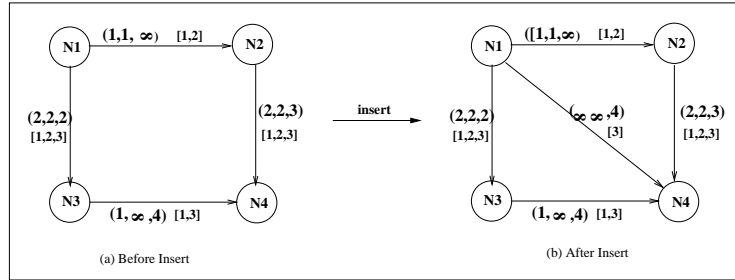 N1
(1,1, ∞) [1,2]
N2
(2,2,2)
[1,2,3]
(2,2,3)
[1,2,3]
N3
(1,∞,4) [1,3]
N4
(a) Before Insert
insert
N1
([1,1,∞) [1,2]
N2
(2,2,2)
[1,2,3]
(∞ ∞,4)
[3]
(2,2,3)
[1,2,3]
N3
(1,∞,4) [1,3]
N4
(b) After Insert